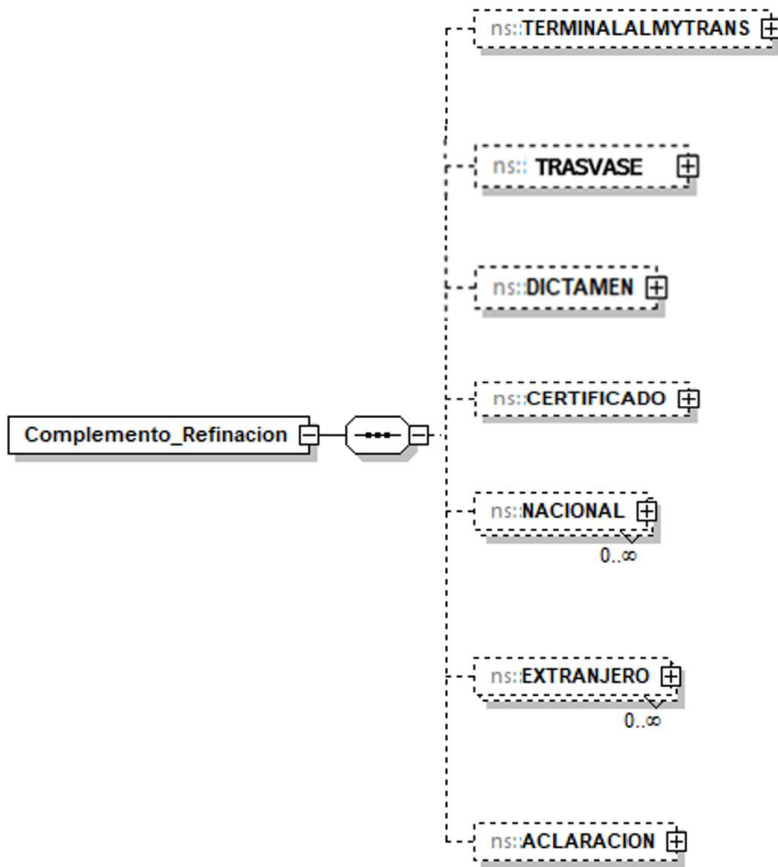 ns::TERMINALALMYTRANS
ns:: TRASVASE
ns::DICTAMEN
ns::CERTIFICADO
Complemento_Refinacion
ns::NACIONAL
0..∞
ns::EXTRANJERO
0..∞
ns::ACLARACION